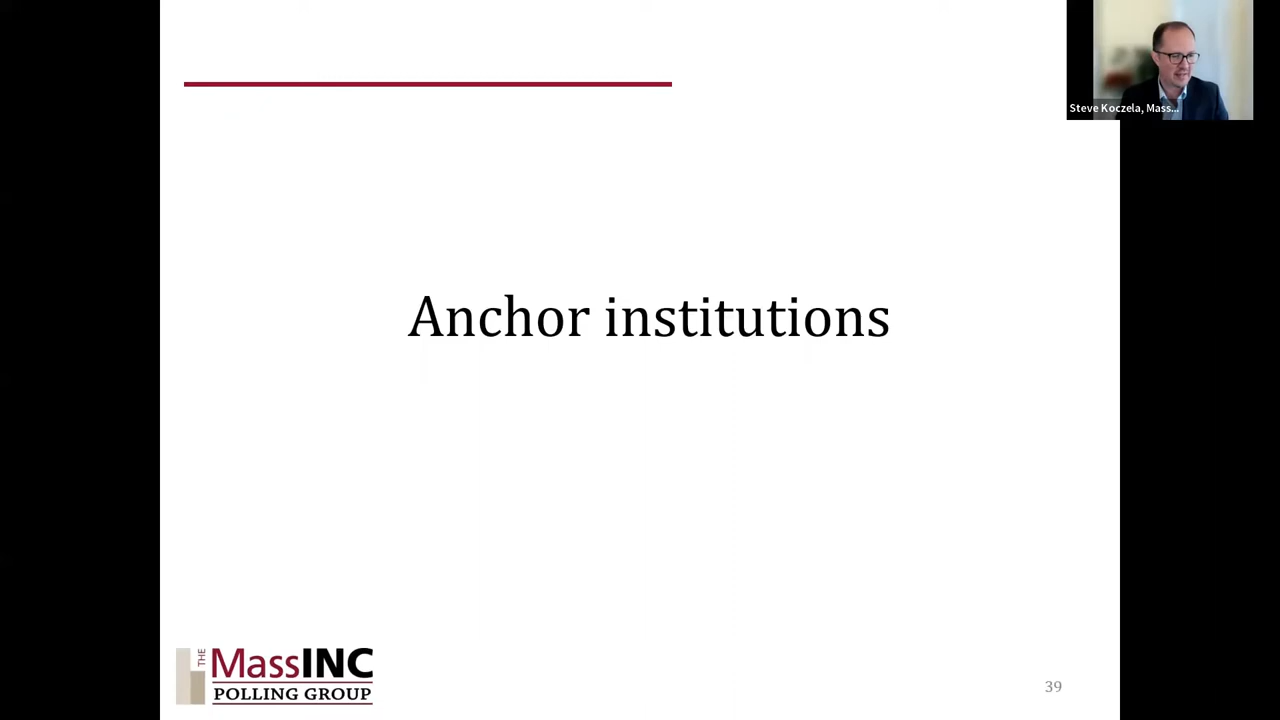 Steve Koczela, Mass...
Anchor institutions
THE
MassINC
POLLING GROUP
39